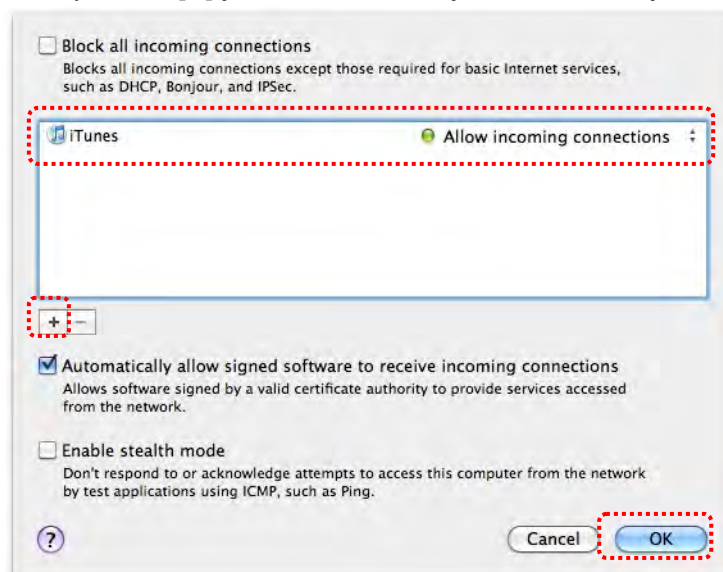 Block all incoming connections
Blocks all incoming connections except those required for basic Internet services,
such as DHCP, Bonjour, and IPSec.
iTunes Allow incoming connections
+ -
Automatically allow signed software to receive incoming connections
Allows software signed by a valid certificate authority to provide services accessed
from the network.
Enable stealth mode
Don't respond to or acknowledge attempts to access this computer from the network
by test applications using ICMP, such as Ping.
? Cancel OK